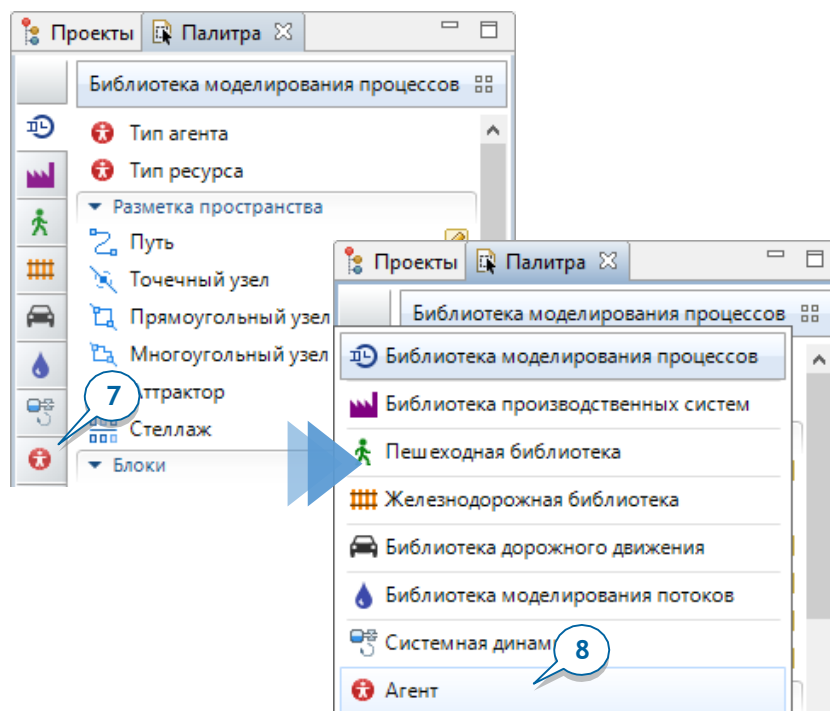 Проекты Палитра
Библиотека моделирования процессов
Тип агента
Тип ресурса
Разметка пространства
Путь
Точечный узел
Прямоугольный узел
Многоугольный узел
ттрактор
Стеллаж
Блоки
7
Проекты Палитра
Библиотека моделирования процессов
Библиотека моделирования процессов
Библиотека производственных систем
Пешеходная библиотека
Железнодорожная библиотека
Библиотека дорожного движения
Библиотека моделирования потоков
Системная динам
8
Агент